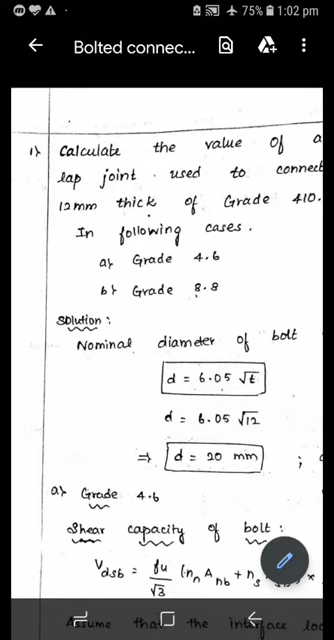 75% 1:02 pm
Bolted connec...
1) Calculate the value of a
lap joint used to connect
12mm thick of Grade 410.
In following cases.
a) Grade 4.6
b) Grade 8.8
Solution :
Nominal diameter of bolt
d = 6.05 √t
d = 6.05 √12
⇒ d = 20 mm ;
a) Grade 4.6
Shear capacity of bolt :
Vdsb = fu/√3 (nn Anb + ns
Assume that the interface